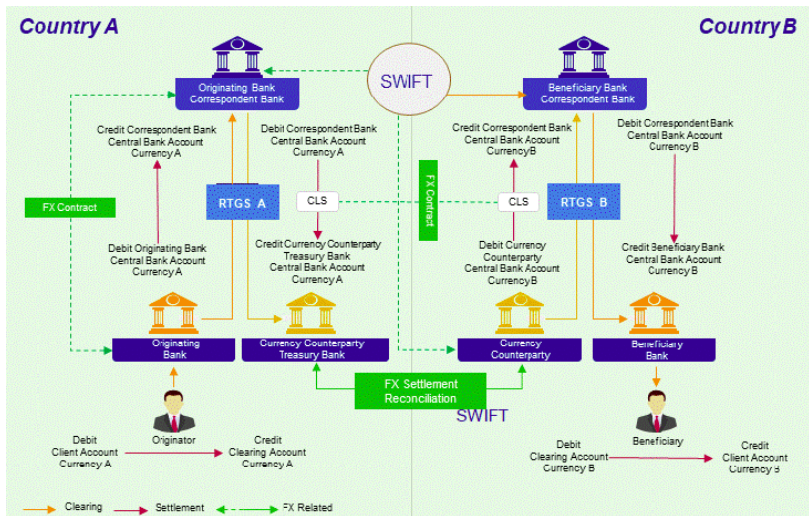 Country A
Country B
SWIFT
Originating Bank
Correspondent Bank
Beneficiary Bank
Correspondent Bank
Credit Correspondent Bank
Central Bank Account
Currency A
Debit Correspondent Bank
Central Bank Account
Currency A
Credit Correspondent Bank
Central Bank Account
Currency B
Debit Correspondent Bank
Central Bank Account
Currency B
FX Contract
RTGS A
CLS
FX Contract
CLS
RTGS B
Debit Originating Bank
Central Bank Account
Currency A
Credit Currency Counterparty
Treasury Bank
Central Bank Account
Currency A
Debit Currency
Counterparty
Central Bank Account
Currency B
Credit Beneficiary Bank
Central Bank Account
Currency B
Originating
Bank
Currency Counterparty
Treasury Bank
Currency
Counterparty
Beneficiary
Bank
FX Settlement
Reconciliation
SWIFT
Originator
Beneficiary
Debit
Client Account
Currency A
Credit
Clearing Account
Currency A
Debit
Clearing Account
Currency B
Credit
Client Account
Currency B
Clearing
Settlement
FX Related